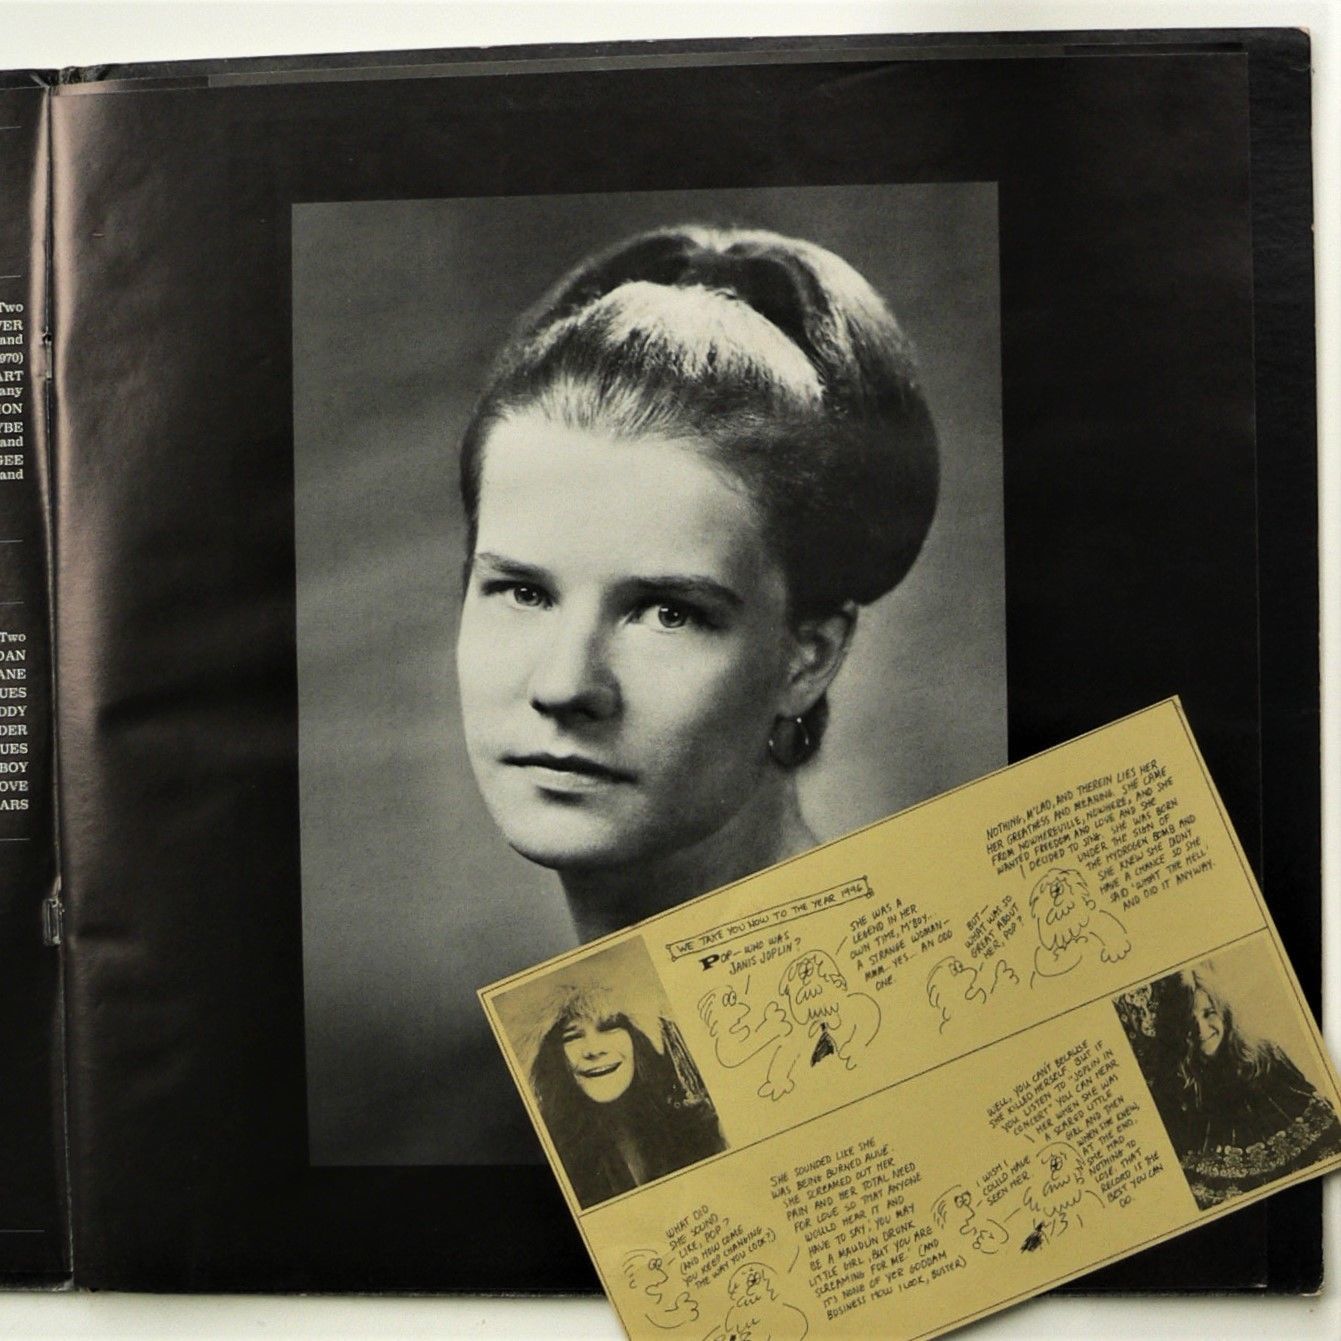 Two
VER
and
970)
ART
any
ION
YBE
and
GEE
and
Two
DAN
ANE
UES
DDY
DER
UES
BOY
OVE
ARS
WE TAKE YOU NOW TO THE YEAR 1996
POP— WHO WAS
JANIS JOPLIN?
SHE WAS A
LEGEND IN HER
OWN TIME, M'BOY..
A STRANGE WOMAN—
MMM... YES... AN ODD
ONE.
BUT—
WHAT WAS SO
GREAT ABOUT
HER, POP?
NOTHING, M'LAD, AND THEREIN LIES HER
GREATNESS AND MEANING. SHE CAME
FROM NOWHEREVILLE, NOWHERE, AND SHE
WANTED FREEDOM AND LOVE AND SHE
DECIDED TO SING. SHE WAS BORN
UNDER THE SIGN OF
THE HYDROGEN BOMB AND
SHE KNEW SHE DIDN'T
HAVE A CHANCE SO SHE
SAID 'WHAT THE HELL'
AND DID IT ANYWAY.
WHAT DID
SHE SOUND
LIKE, POP?
(AND HOW COME
YOU KEEP CHANGING
THE WAY YOU LOOK?)
SHE SOUNDED LIKE SHE
WAS BEING BURNED ALIVE.
SHE SCREAMED OUT HER
PAIN AND HER TOTAL NEED
FOR LOVE SO THAT ANYONE
WOULD HEAR IT AND
HAVE TO SAY: 'YOU MAY
BE A MAUDLIN DRUNK
LITTLE GIRL, BUT YOU ARE
SCREAMING FOR ME.' (AND
IT'S NONE OF YER GODDAM
BUSINESS HOW I LOOK, BUSTER)
I WISH I
COULD HAVE
SEEN HER.
WELL, YOU CAN'T BECAUSE
SHE KILLED HERSELF. BUT IF
YOU LISTEN TO "JOPLIN IN
CONCERT" YOU CAN HEAR
HER WHEN SHE WAS
A SCARED LITTLE
GIRL AND THEN
WHEN SHE KNEW,
AT THE END,
SHE HAD
NOTHING TO
LOSE. THAT
RECORD IS THE
BEST YOU CAN
DO.